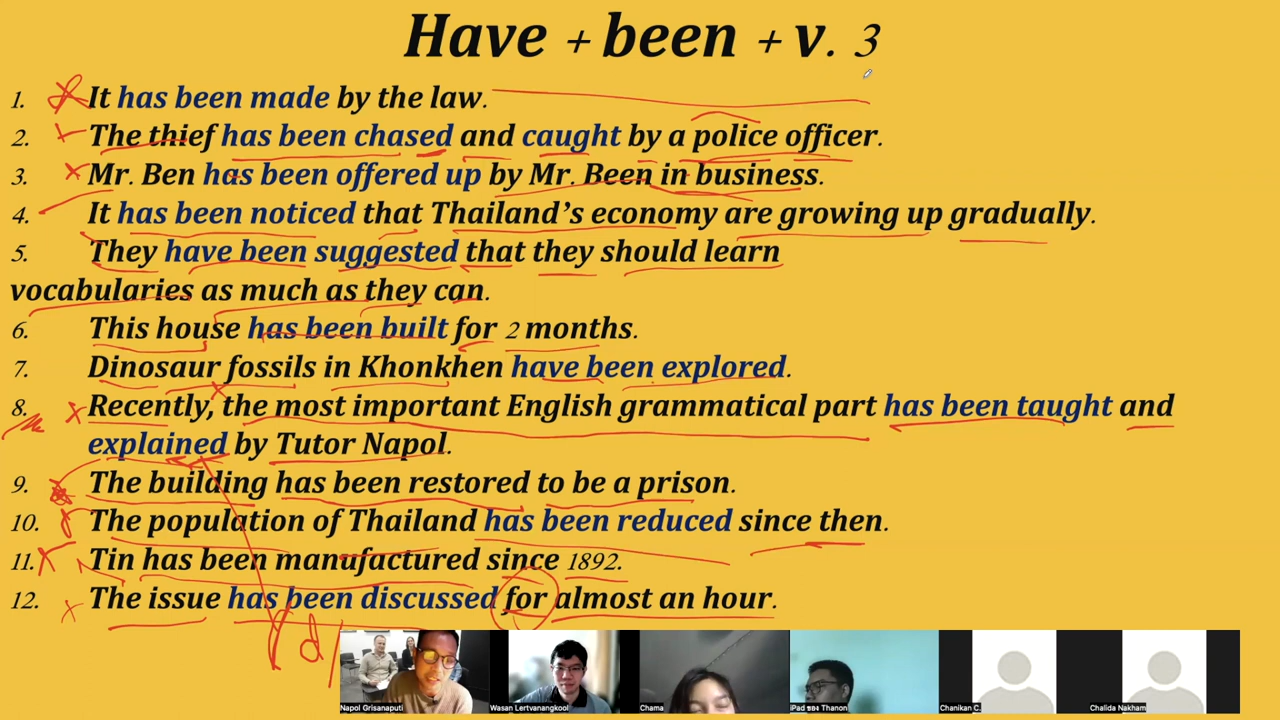 Have + been + v. 3
1. It has been made by the law.
2. The thief has been chased and caught by a police officer.
3. Mr. Ben has been offered up by Mr. Been in business.
4. It has been noticed that Thailand's economy are growing up gradually.
5. They have been suggested that they should learn
vocabularies as much as they can.
6. This house has been built for 2 months.
7. Dinosaur fossils in Khonkhen have been explored.
8. Recently, the most important English grammatical part has been taught and
explained by Tutor Napol.
9. The building has been restored to be a prison.
10. The population of Thailand has been reduced since then.
11. Tin has been manufactured since 1892.
12. The issue has been discussed for almost an hour.
Napol Grisanaputi Wasan Lertvanangkool Chama iPad ของ Thanon Chanikan C. Chalida Nakham